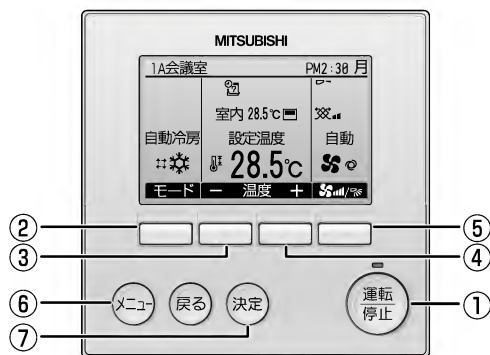 MITSUBISHI
1A会議室 PM2:30 月
室内 28.5℃
自動冷房 設定温度 自動
28.5℃
モード − 温度 +
②
③
④
⑤
⑥ メニュー 戻る 決定
⑦
運転
停止
①